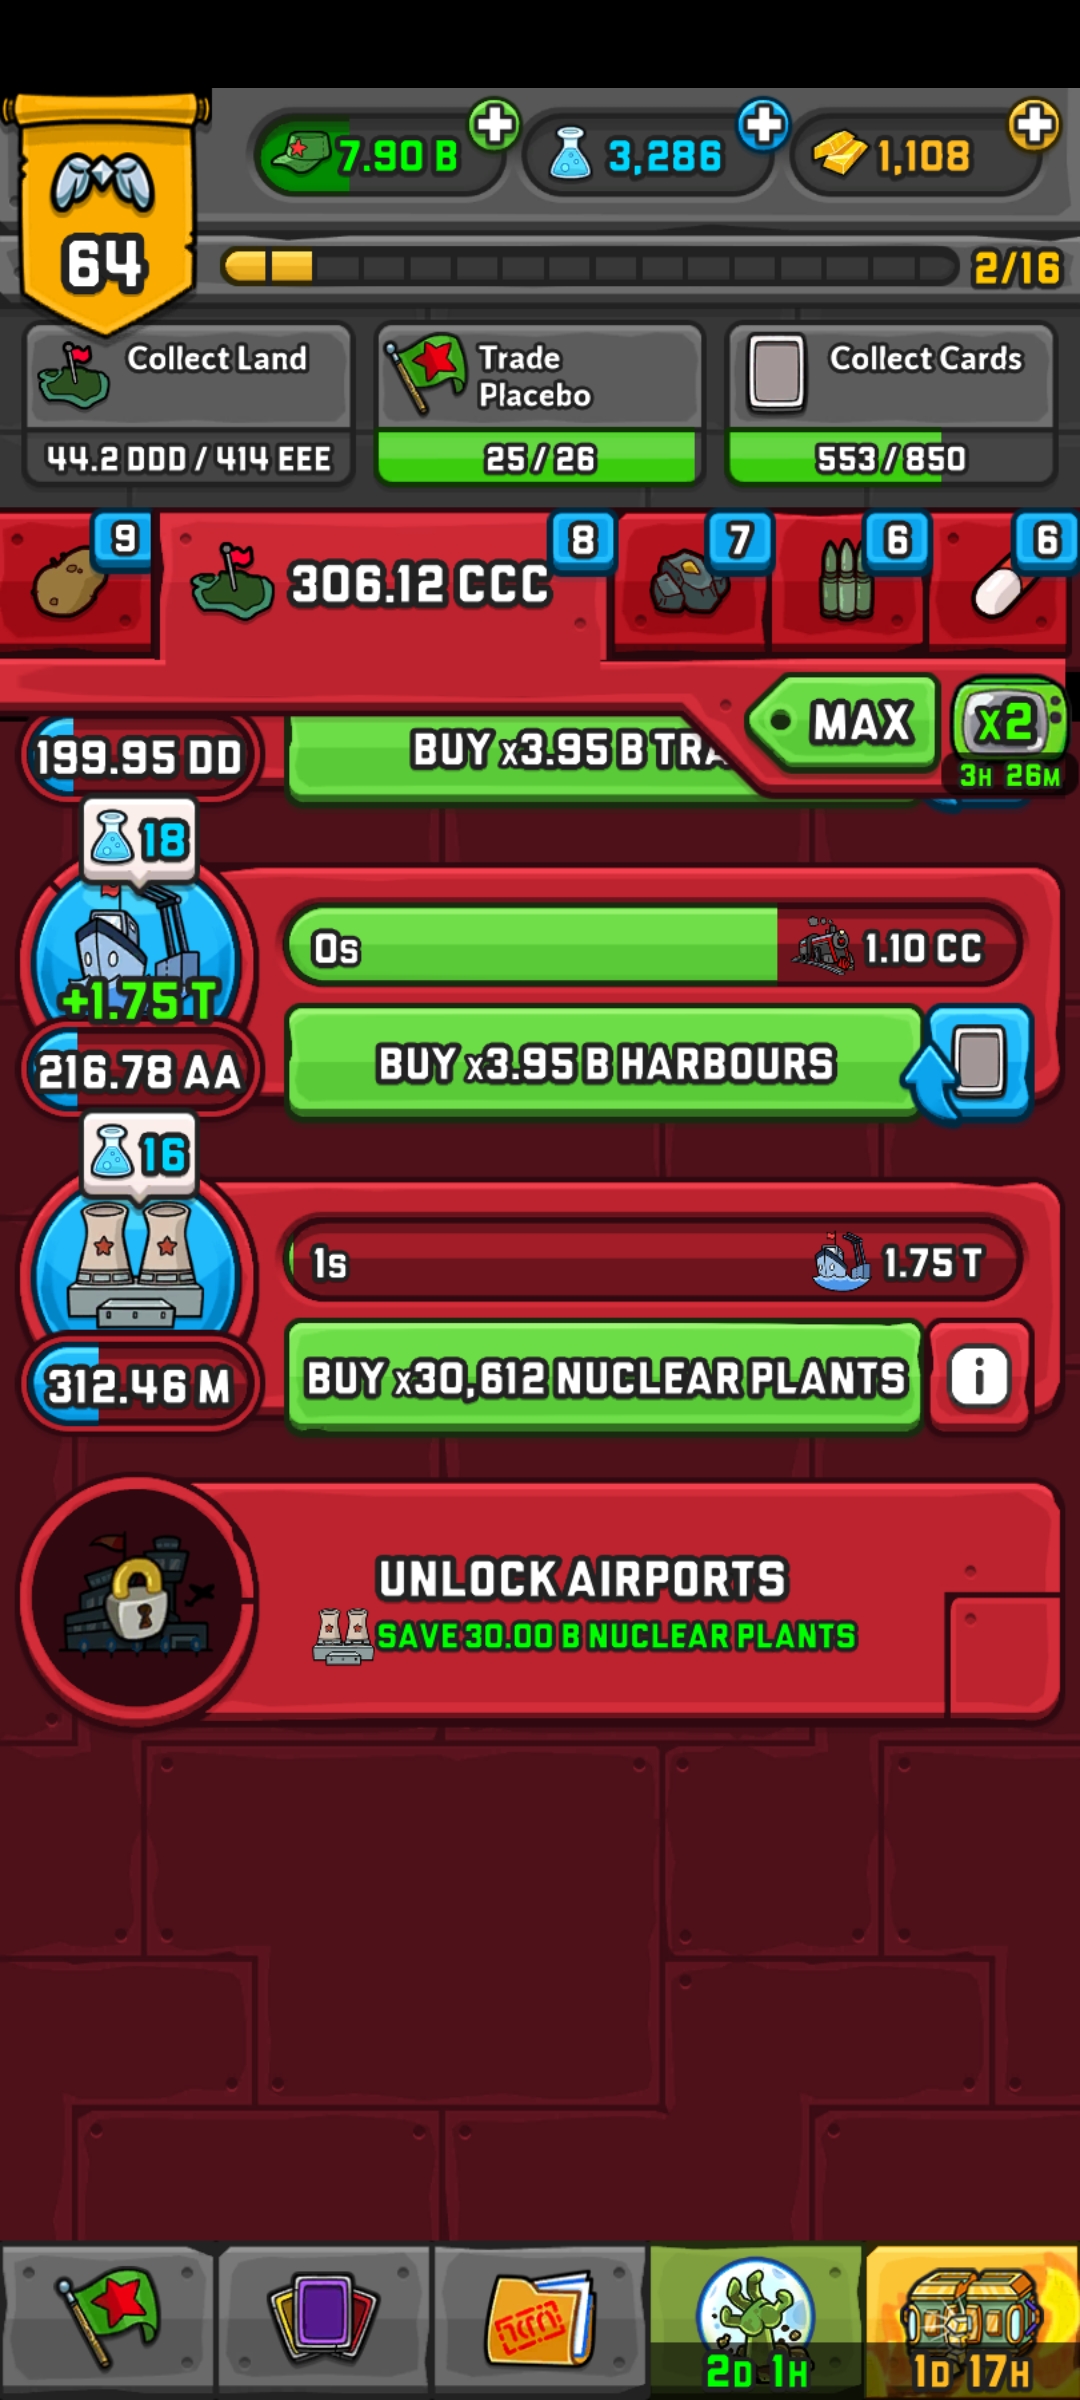 7.90 B
3,286
1,108
64
2/16
Collect Land
44.2 DDD / 414 EEE
Trade
Placebo
25/26
Collect Cards
553/850
9
306.12 CCC
8
7
6
6
MAX
x2
3H 26M
199.95 DD
BUY x3.95 B TRA
18
+1.75 T
0s
1.10 CC
216.78 AA
BUY x3.95 B HARBOURS
16
1s
1.75 T
312.46 M
BUY x30,612 NUCLEAR PLANTS
i
UNLOCK AIRPORTS
SAVE 30.00 B NUCLEAR PLANTS
2D 1H
1D 17H